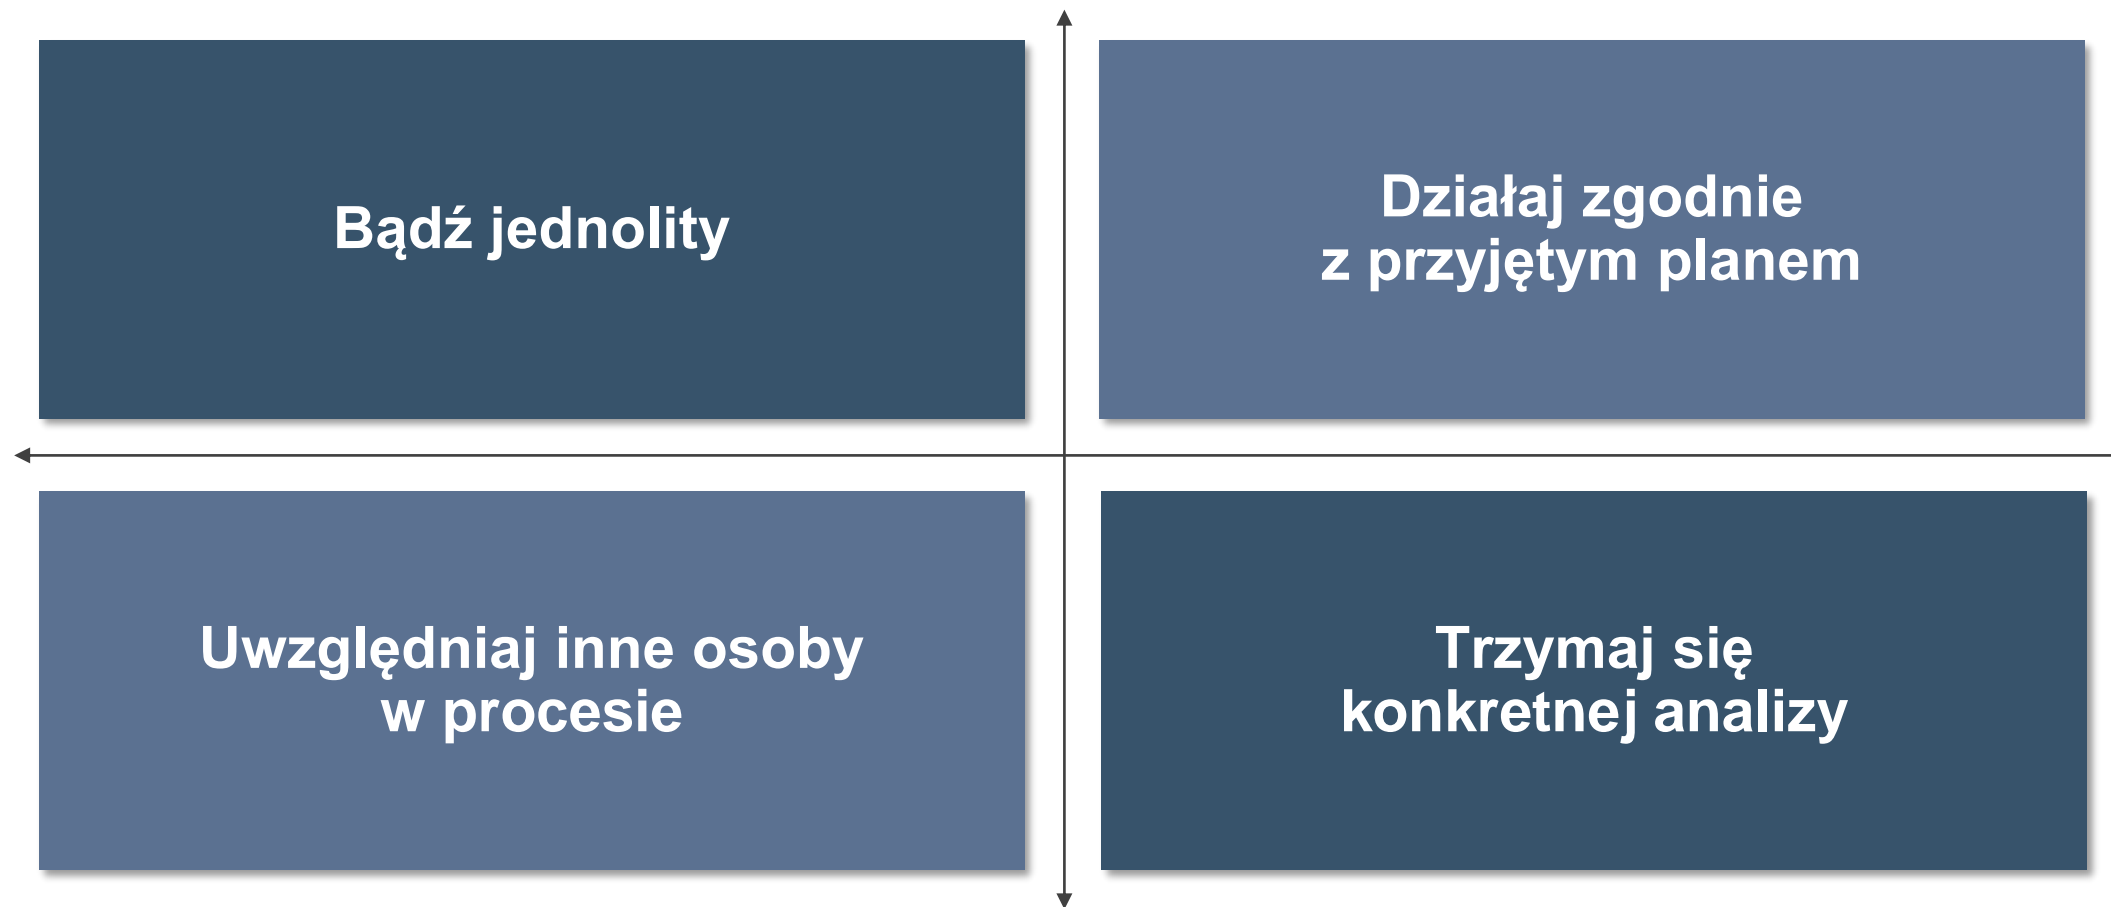 Bądź jednolity
Działaj zgodnie
z przyjętym planem
Uwzględniaj inne osoby
w procesie
Trzymaj się
konkretnej analizy